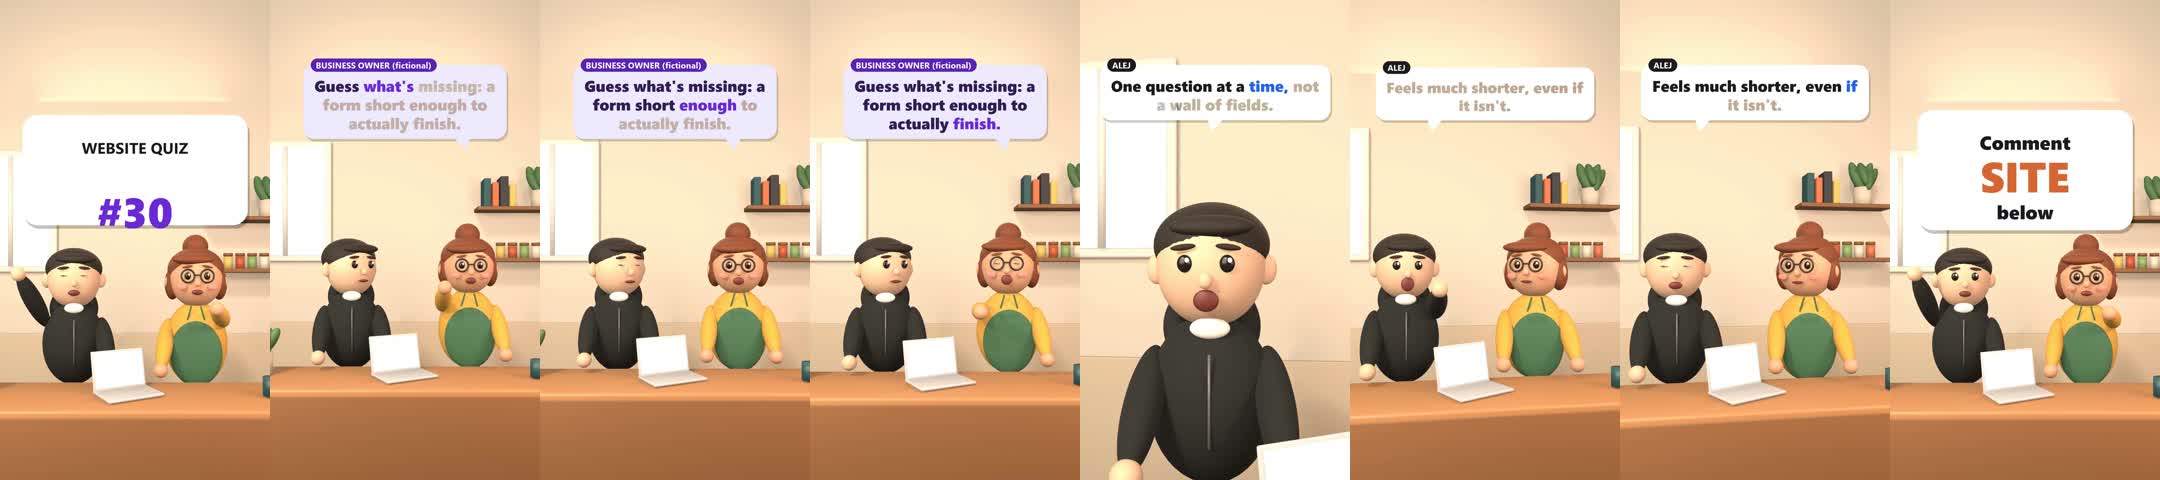 WEBSITE QUIZ
#30
BUSINESS OWNER (fictional)
Guess what's missing: a
form short enough to
actually finish.
BUSINESS OWNER (fictional)
Guess what's missing: a
form short enough to
actually finish.
BUSINESS OWNER (fictional)
Guess what's missing: a
form short enough to
actually finish.
ALEJ
One question at a time, not
a wall of fields.
ALEJ
Feels much shorter, even if
it isn't.
ALEJ
Feels much shorter, even if
it isn't.
Comment
SITE
below